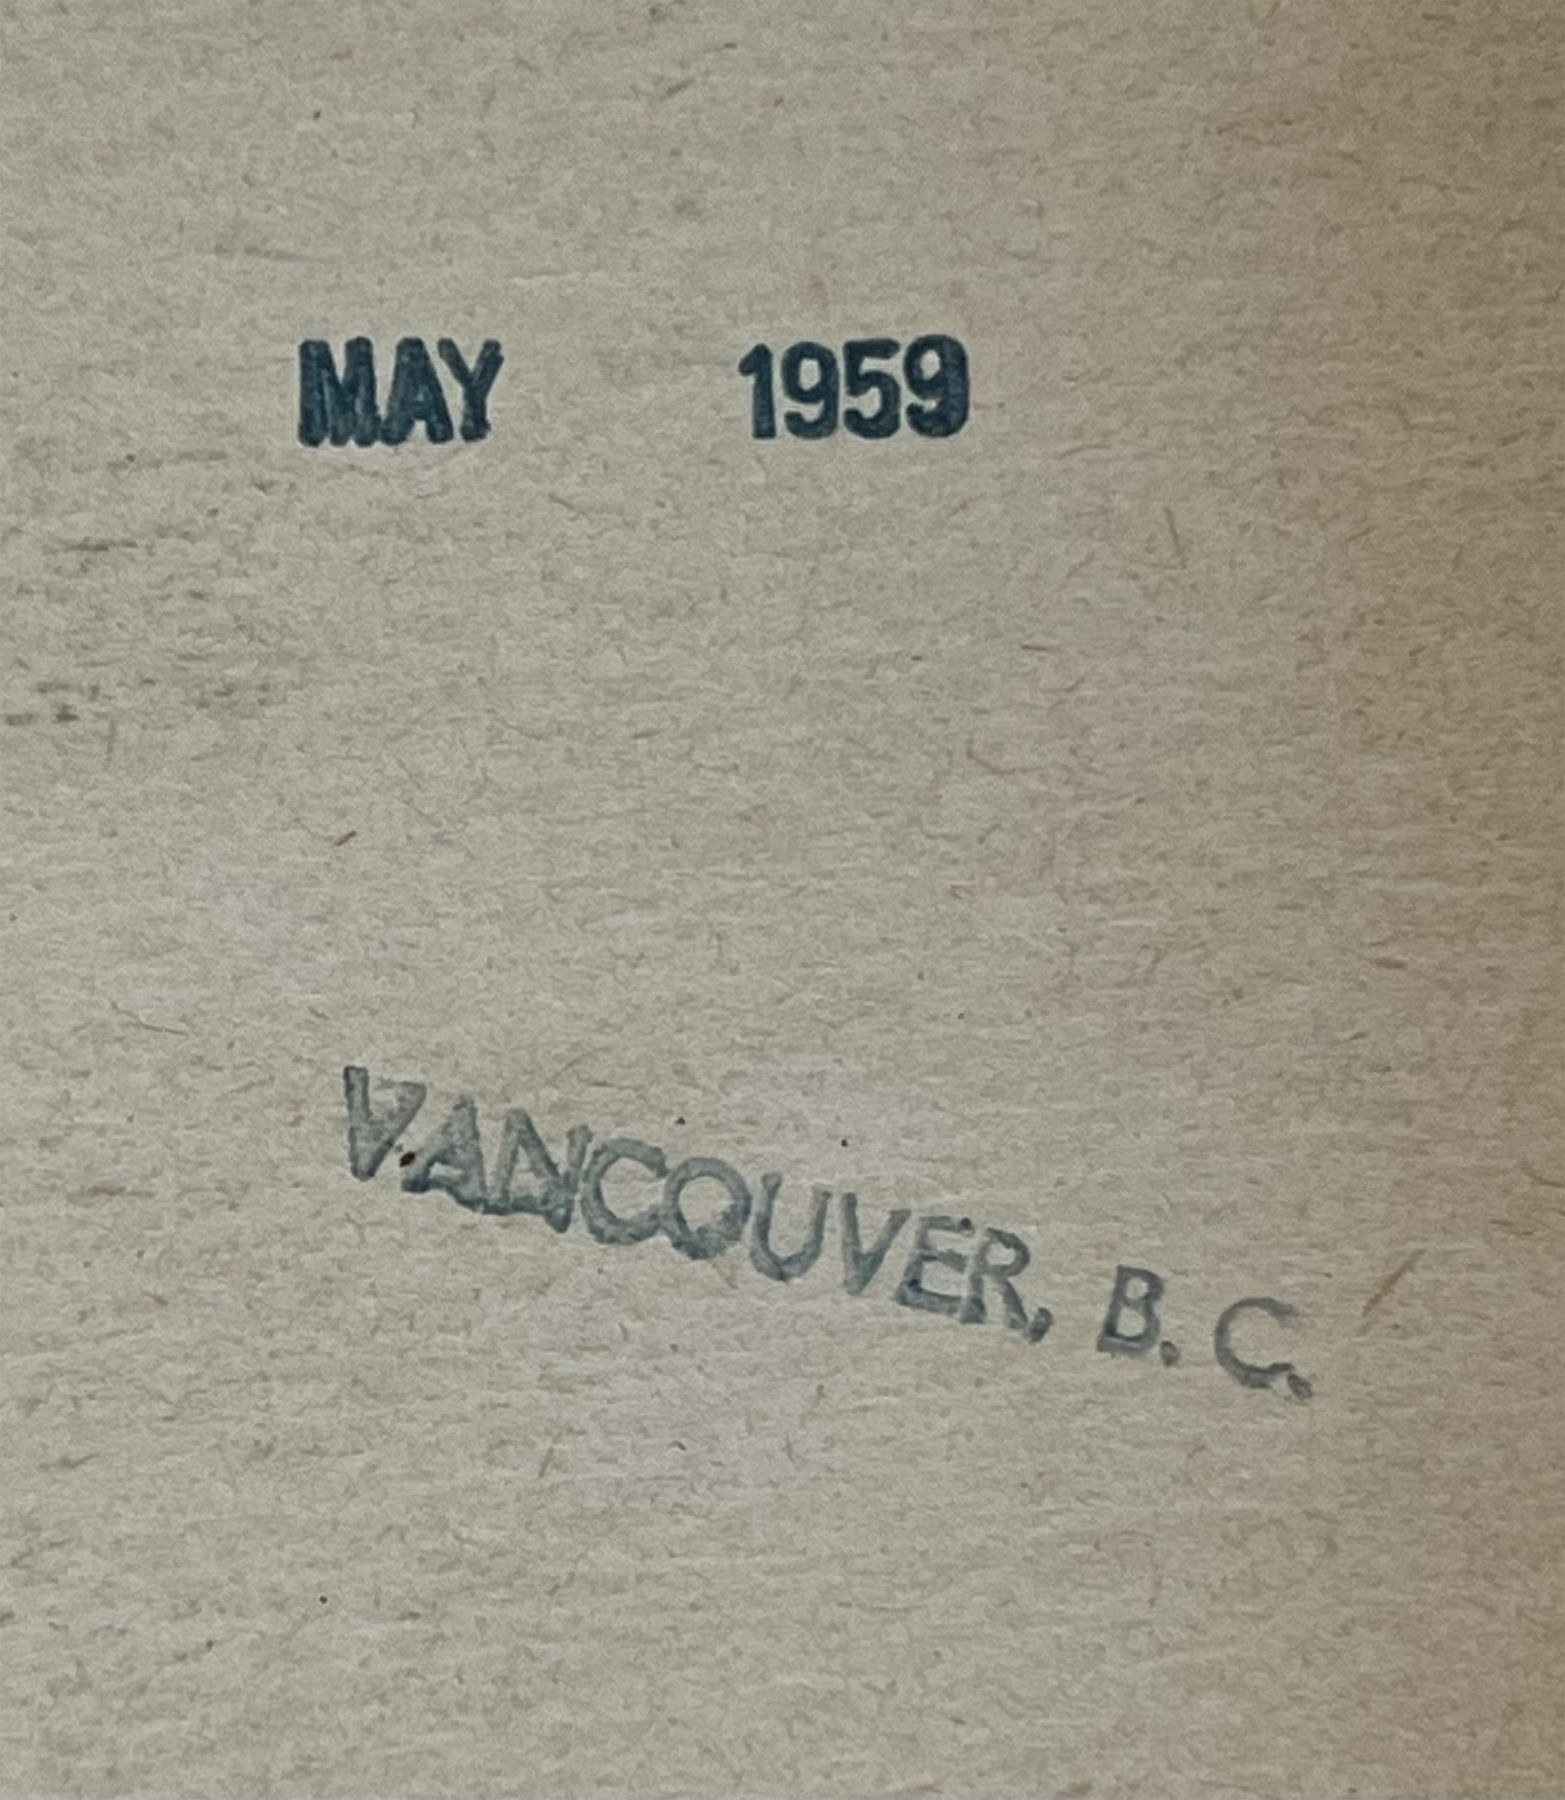 MAY 1959
VANCOUVER, B. C.